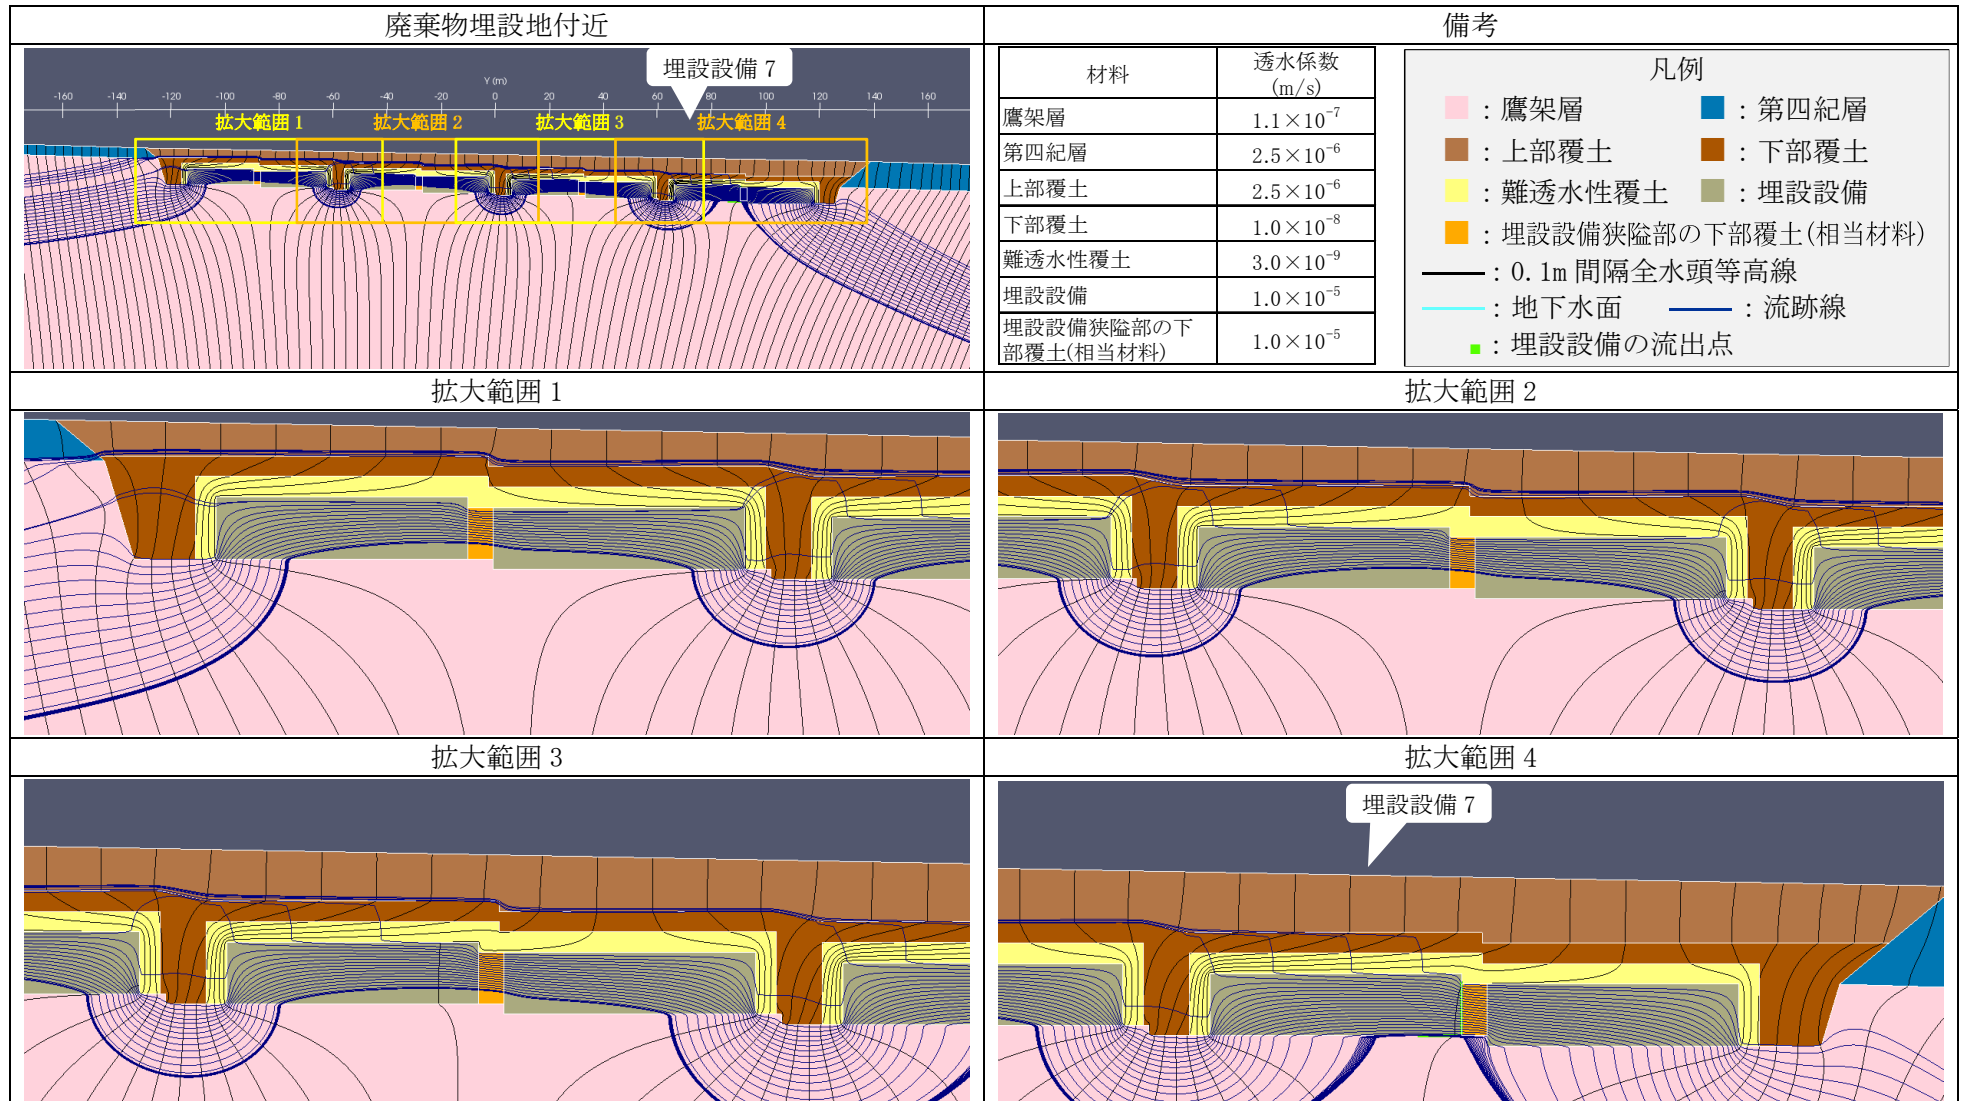 廃棄物埋設地付近
備考
埋設設備 7
Y (m)
-160 -140 -120 -100 -80 -60 -40 -20 0 20 40 60 80 100 120 140 160
拡大範囲 1 拡大範囲 2 拡大範囲 3 拡大範囲 4
材料 透水係数
(m/s)
鷹架層 1.1×10⁻⁷
第四紀層 2.5×10⁻⁶
上部覆土 2.5×10⁻⁶
下部覆土 1.0×10⁻⁸
難透水性覆土 3.0×10⁻⁹
埋設設備 1.0×10⁻⁵
埋設設備狭隘部の下
部覆土(相当材料) 1.0×10⁻⁵
凡例
：鷹架層 ：第四紀層
：上部覆土 ：下部覆土
：難透水性覆土 ：埋設設備
：埋設設備狭隘部の下部覆土(相当材料)
：0.1m 間隔全水頭等高線
：地下水面 ：流跡線
：埋設設備の流出点
拡大範囲 1
拡大範囲 2
拡大範囲 3
拡大範囲 4
埋設設備 7